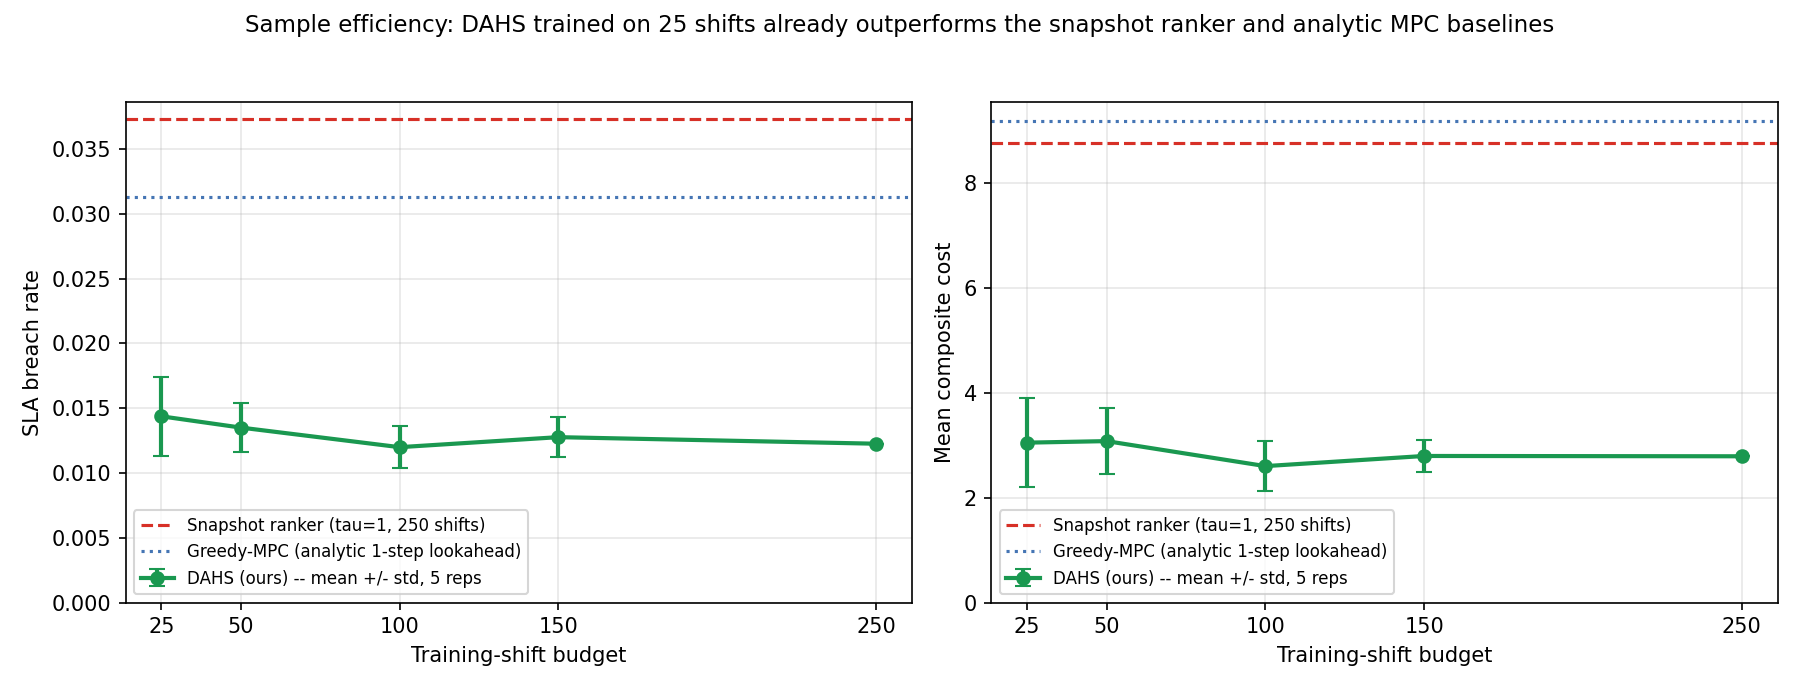 Sample efficiency: DAHS trained on 25 shifts already outperforms the snapshot ranker and analytic MPC baselines
SLA breach rate
0.035
0.030
0.025
0.020
0.015
0.010
0.005
0.000
Snapshot ranker (tau=1, 250 shifts)
Greedy-MPC (analytic 1-step lookahead)
DAHS (ours) -- mean +/- std, 5 reps
25 50 100 150 250
Training-shift budget
Mean composite cost
8
6
4
2
0
Snapshot ranker (tau=1, 250 shifts)
Greedy-MPC (analytic 1-step lookahead)
DAHS (ours) -- mean +/- std, 5 reps
25 50 100 150 250
Training-shift budget